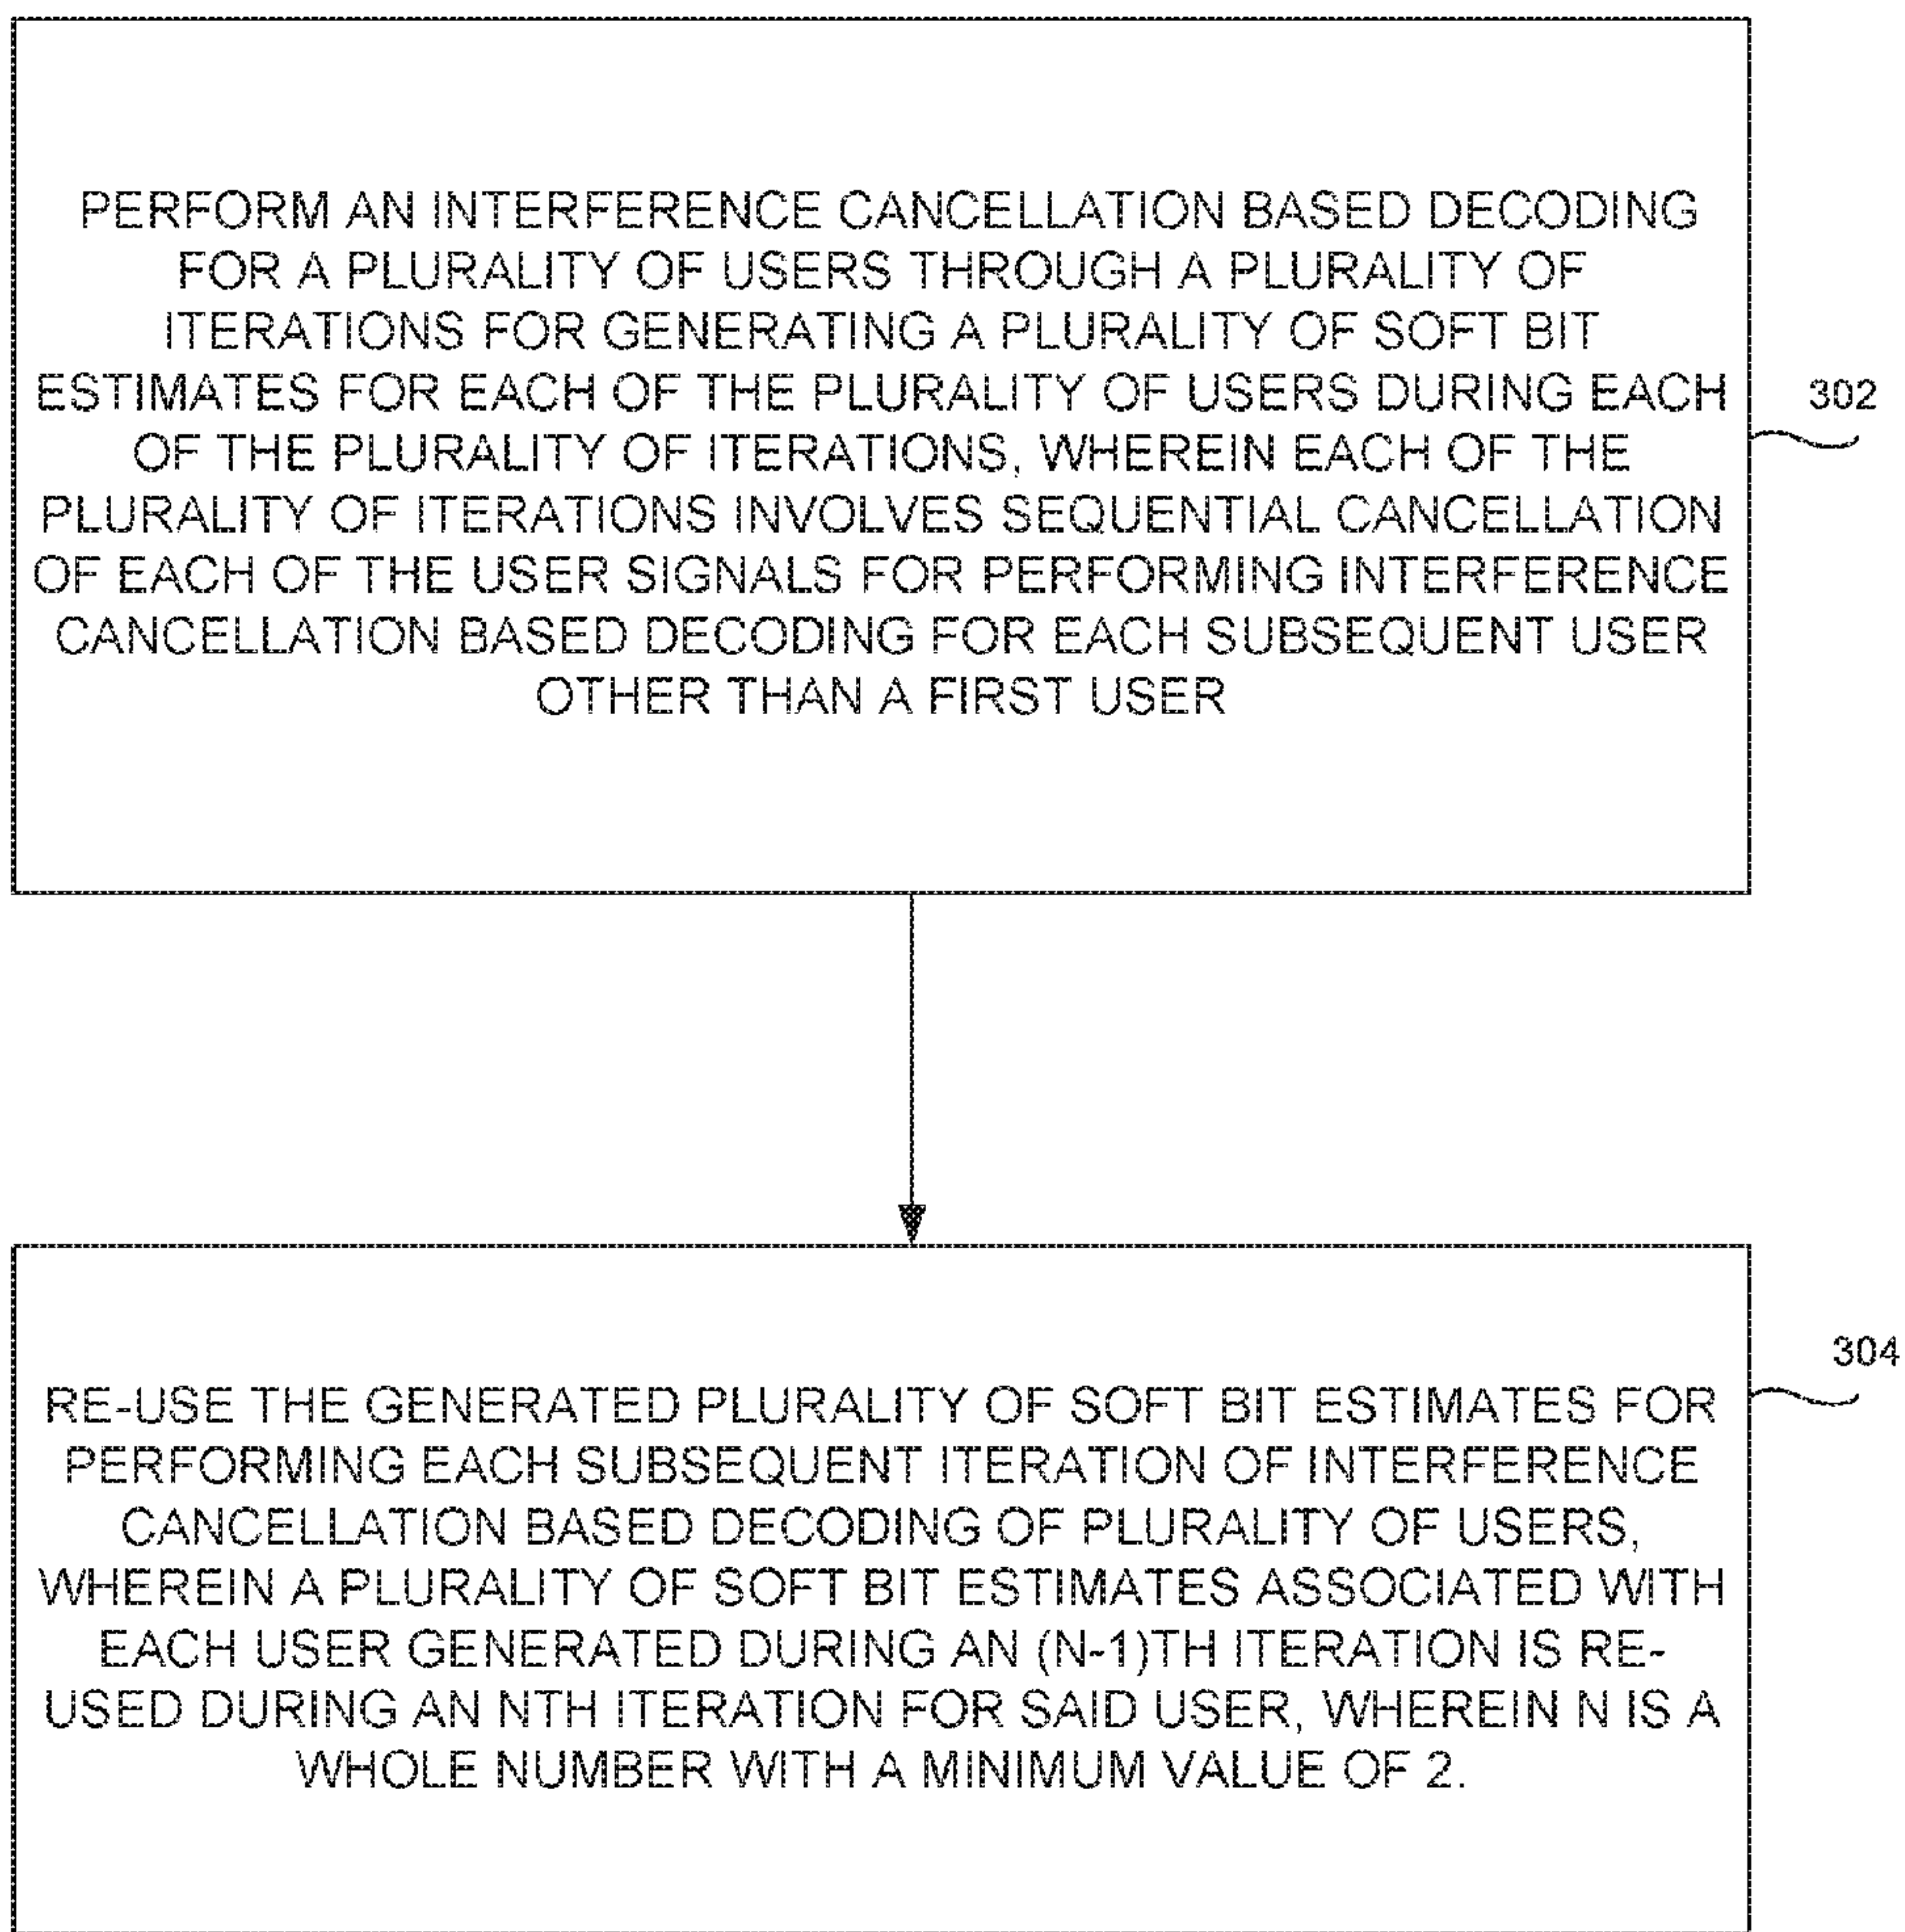 PERFORM AN INTERFERENCE CANCELLATION BASED DECODING
FOR A PLURALITY OF USERS THROUGH A PLURALITY OF
ITERATIONS FOR GENERATING A PLURALITY OF SOFT BIT
ESTIMATES FOR EACH OF THE PLURALITY OF USERS DURING EACH
OF THE PLURALITY OF ITERATIONS, WHEREIN EACH OF THE
PLURALITY OF ITERATIONS INVOLVES SEQUENTIAL CANCELLATION
OF EACH OF THE USER SIGNALS FOR PERFORMING INTERFERENCE
CANCELLATION BASED DECODING FOR EACH SUBSEQUENT USER
OTHER THAN A FIRST USER
302
RE-USE THE GENERATED PLURALITY OF SOFT BIT ESTIMATES FOR
PERFORMING EACH SUBSEQUENT ITERATION OF INTERFERENCE
CANCELLATION BASED DECODING OF PLURALITY OF USERS,
WHEREIN A PLURALITY OF SOFT BIT ESTIMATES ASSOCIATED WITH
EACH USER GENERATED DURING AN (N-1)TH ITERATION IS RE-
USED DURING AN NTH ITERATION FOR SAID USER, WHEREIN N IS A
WHOLE NUMBER WITH A MINIMUM VALUE OF 2.
304